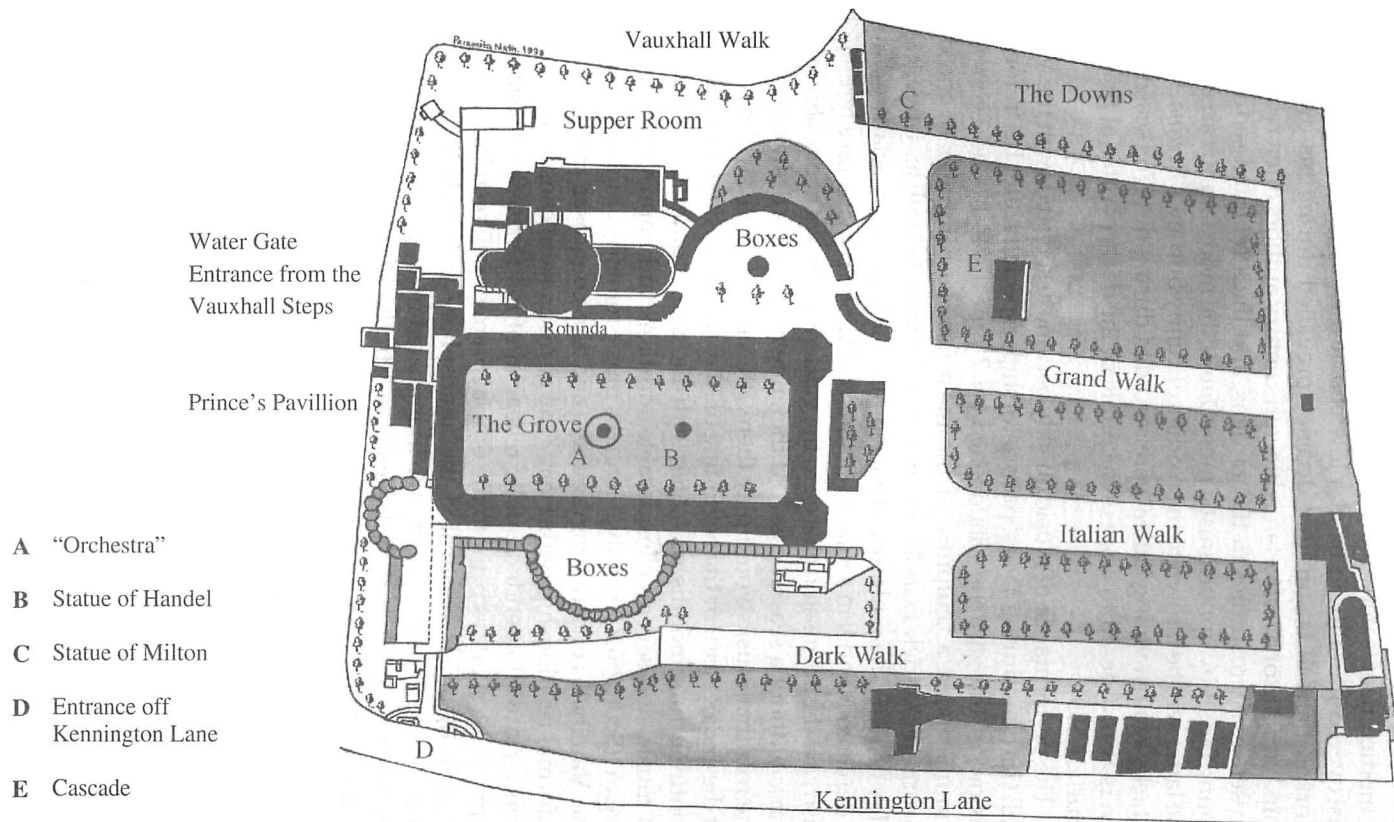 Vauxhall Walk
The Downs
C
Supper Room
Water Gate
Entrance from the
Vauxhall Steps
Boxes
E
Rotunda
Grand Walk
Prince's Pavillion
The Grove
A
B
A "Orchestra"
B Statue of Handel
C Statue of Milton
D Entrance off
Kennington Lane
E Cascade
Boxes
Italian Walk
Dark Walk
D
Kennington Lane